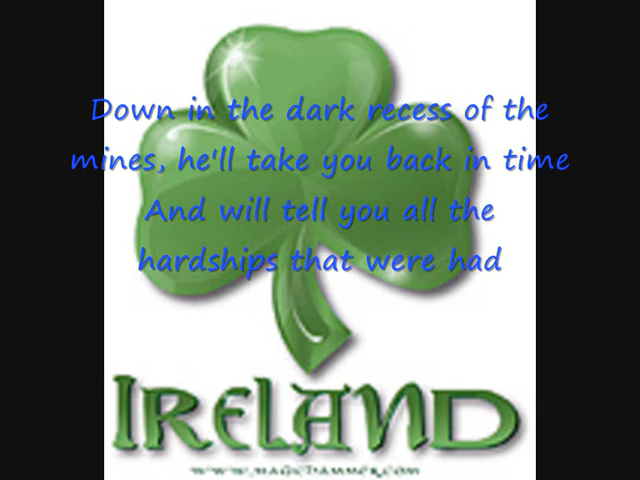 Down in the dark recess of the
mines, he'll take you back in time
And will tell you all the
hardships that were had
IRELAND